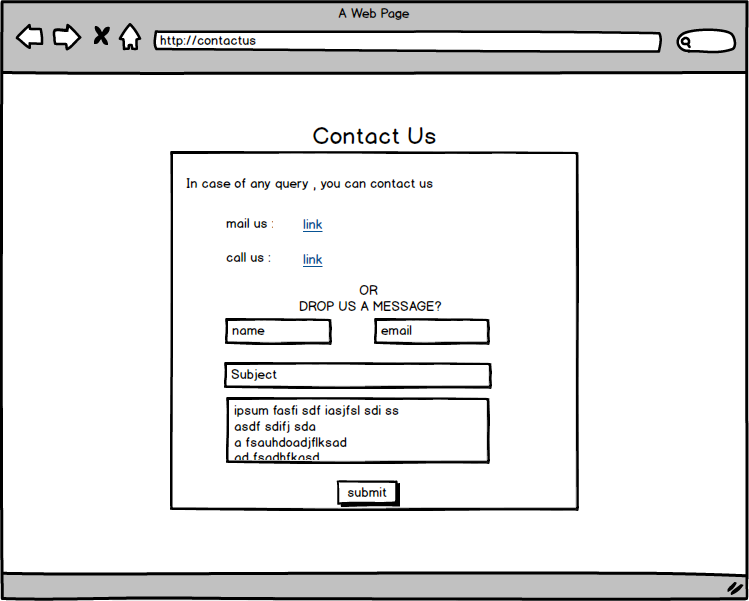 A Web Page
http://contactus
Contact Us
In case of any query , you can contact us
mail us : link
call us : link
OR
DROP US A MESSAGE?
name email
Subject
ipsum fasfi sdf iasjfsl sdi ss
asdf sdifj sda
a fsauhdoadjflksad
ad fsadhfkasd
submit